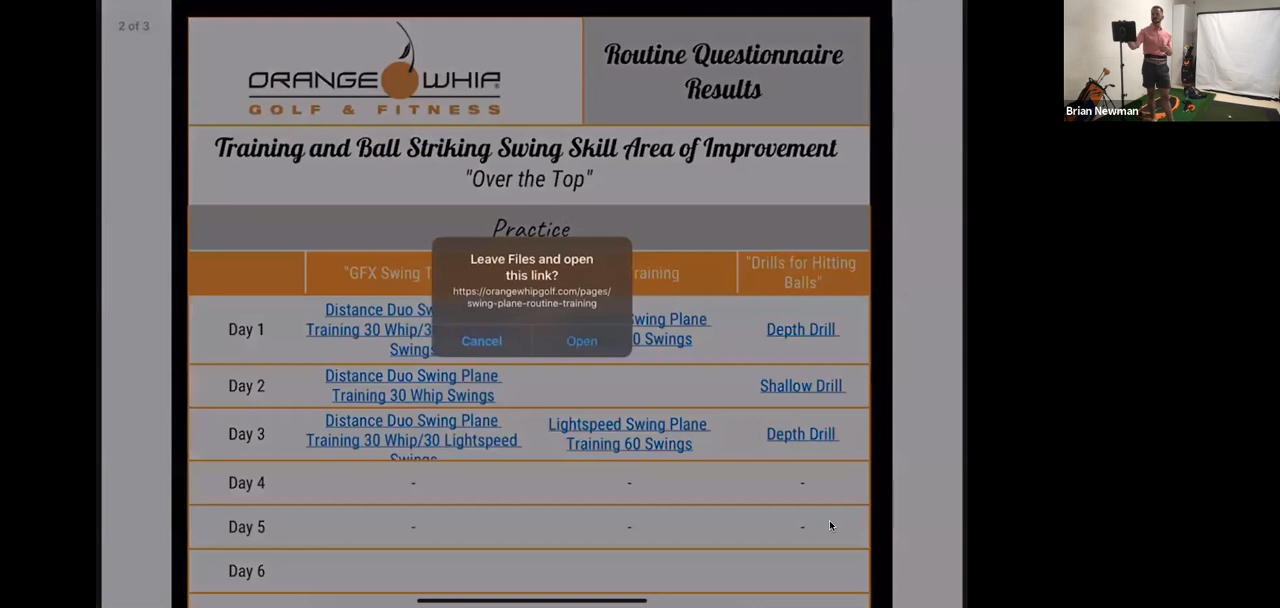 2 of 3
ORANGE WHIP
GOLF & FITNESS
Routine Questionnaire
Results
Training and Ball Striking Swing Skill Area of Improvement
"Over the Top"
Practice
"GFX Swing T
raining
"Drills for Hitting
Balls"
Leave Files and open
this link?
https://orangewhipgolf.com/pages/
swing-plane-routine-training
Cancel
Open
Day 1
Distance Duo Sw
Training 30 Whip/3
Swings
Swing Plane
0 Swings
Depth Drill
Day 2
Distance Duo Swing Plane
Training 30 Whip Swings
Shallow Drill
Day 3
Distance Duo Swing Plane
Training 30 Whip/30 Lightspeed
Swings
Lightspeed Swing Plane
Training 60 Swings
Depth Drill
Day 4
-
-
-
Day 5
-
-
-
Day 6
Brian Newman